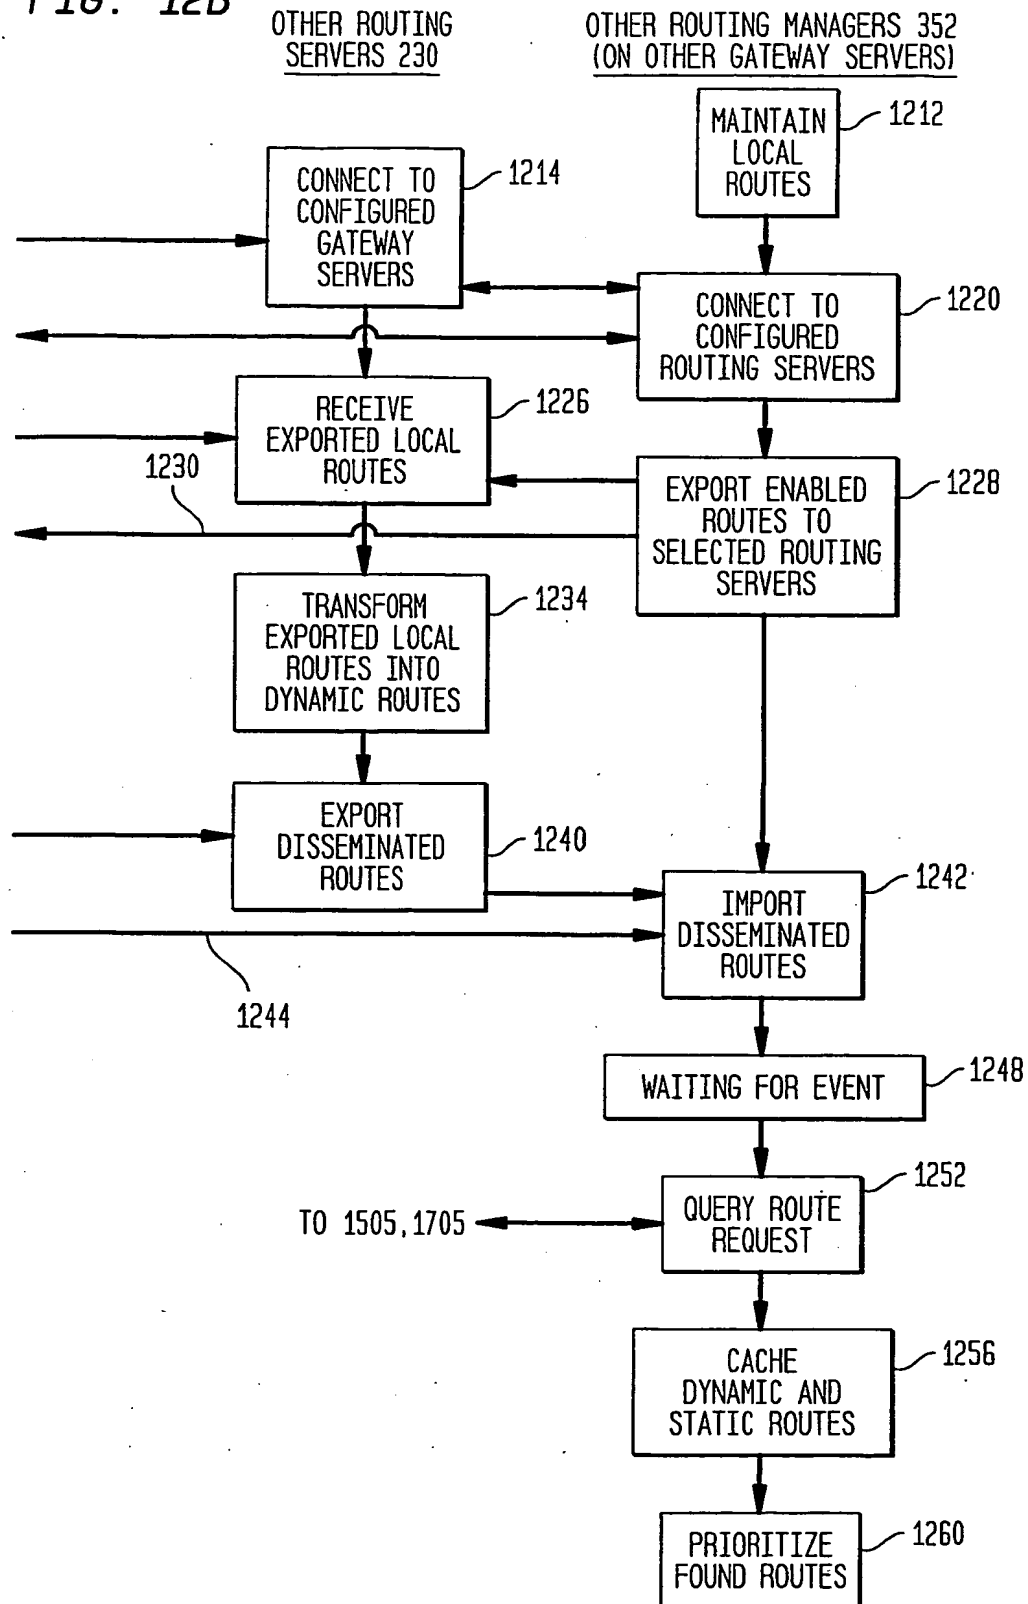 FIG. 12B
OTHER ROUTING
SERVERS 230
OTHER ROUTING MANAGERS 352
(ON OTHER GATEWAY SERVERS)
MAINTAIN
LOCAL
ROUTES
1212
CONNECT TO
CONFIGURED
GATEWAY
SERVERS
1214
CONNECT TO
CONFIGURED
ROUTING SERVERS
1220
RECEIVE
EXPORTED LOCAL
ROUTES
1226
1230
EXPORT ENABLED
ROUTES TO
SELECTED ROUTING
SERVERS
1228
TRANSFORM
EXPORTED LOCAL
ROUTES INTO
DYNAMIC ROUTES
1234
EXPORT
DISSEMINATED
ROUTES
1240
IMPORT
DISSEMINATED
ROUTES
1242
1244
WAITING FOR EVENT
1248
QUERY ROUTE
REQUEST
1252
TO 1505,1705
CACHE
DYNAMIC AND
STATIC ROUTES
1256
PRIORITIZE
FOUND ROUTES
1260